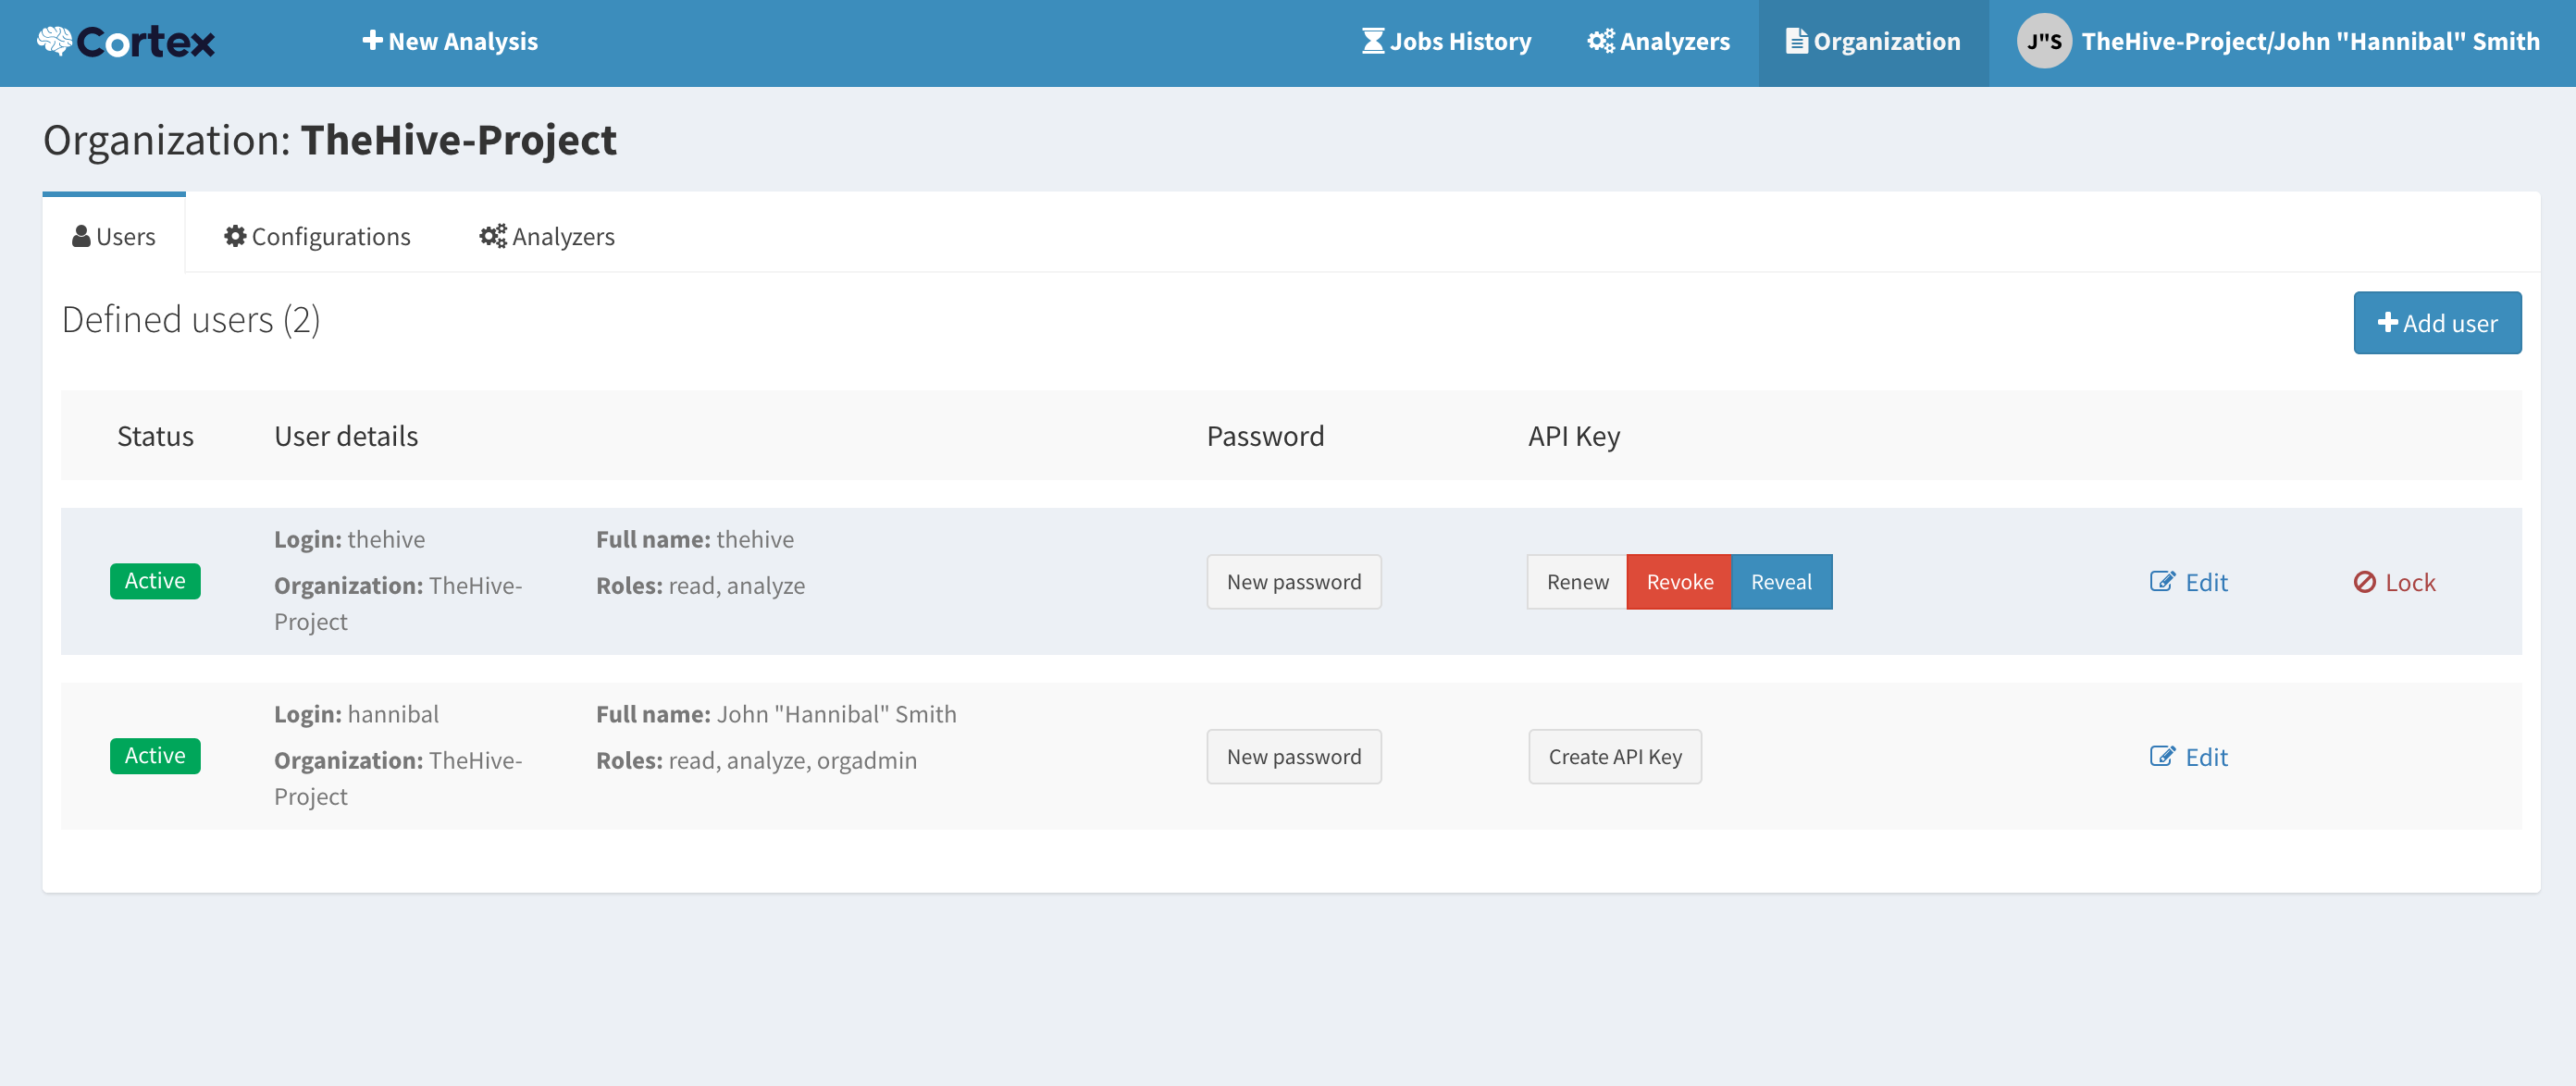 Cortex
New Analysis
Jobs History
Analyzers
Organization
J"S
TheHive-Project/John "Hannibal" Smith
Organization: TheHive-Project
Users
Configurations
Analyzers
Defined users (2)
Add user
Status
User details
Password
API Key
Active
Login: thehive
Full name: thehive
Organization: TheHive-
Project
Roles: read, analyze
New password
Renew
Revoke
Reveal
Edit
Lock
Active
Login: hannibal
Full name: John "Hannibal" Smith
Organization: TheHive-
Project
Roles: read, analyze, orgadmin
New password
Create API Key
Edit